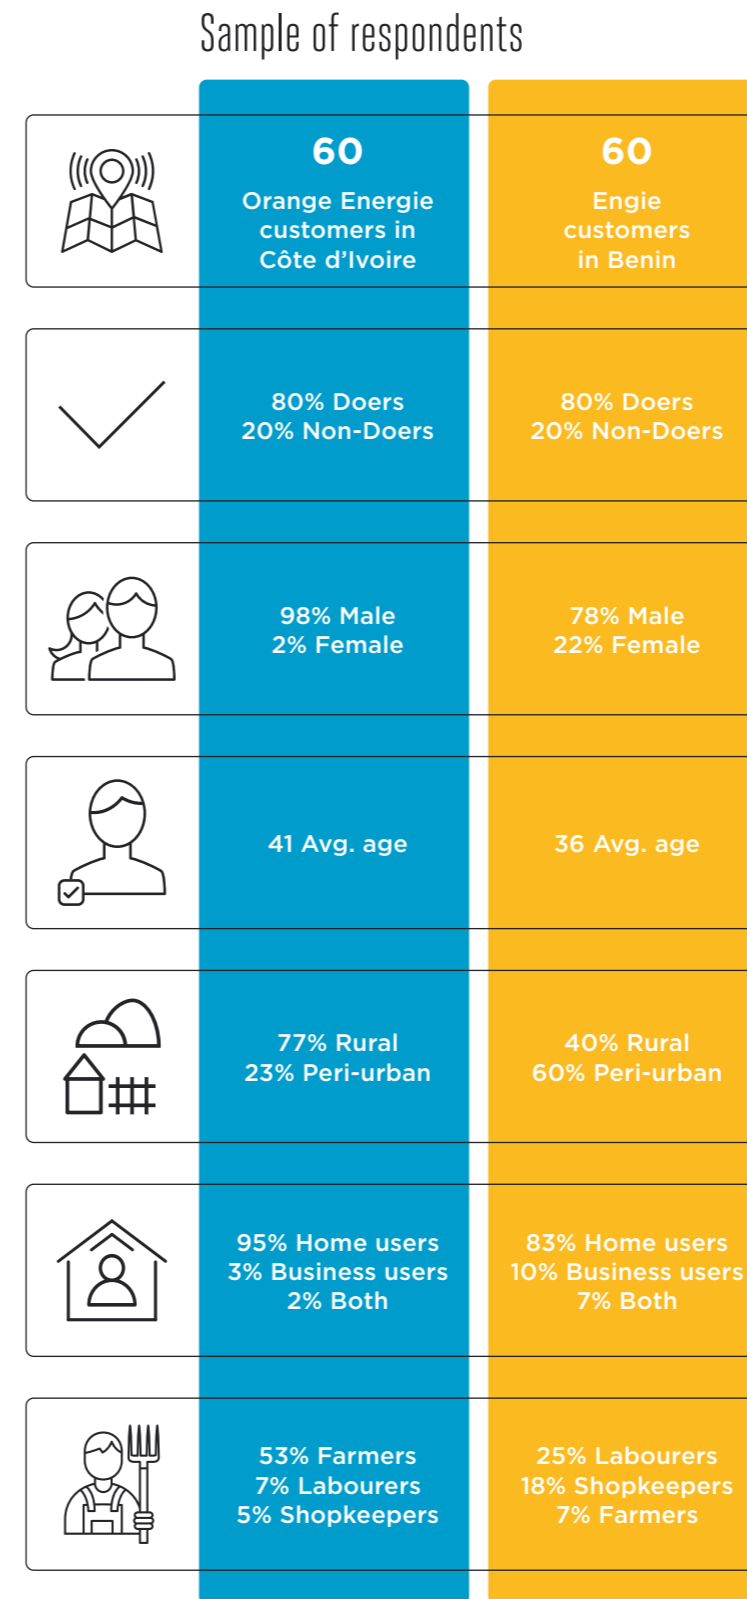 Sample of respondents
60
Orange Energie
customers in
Côte d'Ivoire
60
Engie
customers
in Benin
80% Doers
20% Non-Doers
80% Doers
20% Non-Doers
98% Male
2% Female
78% Male
22% Female
41 Avg. age
36 Avg. age
77% Rural
23% Peri-urban
40% Rural
60% Peri-urban
95% Home users
3% Business users
2% Both
83% Home users
10% Business users
7% Both
53% Farmers
7% Labourers
5% Shopkeepers
25% Labourers
18% Shopkeepers
7% Farmers